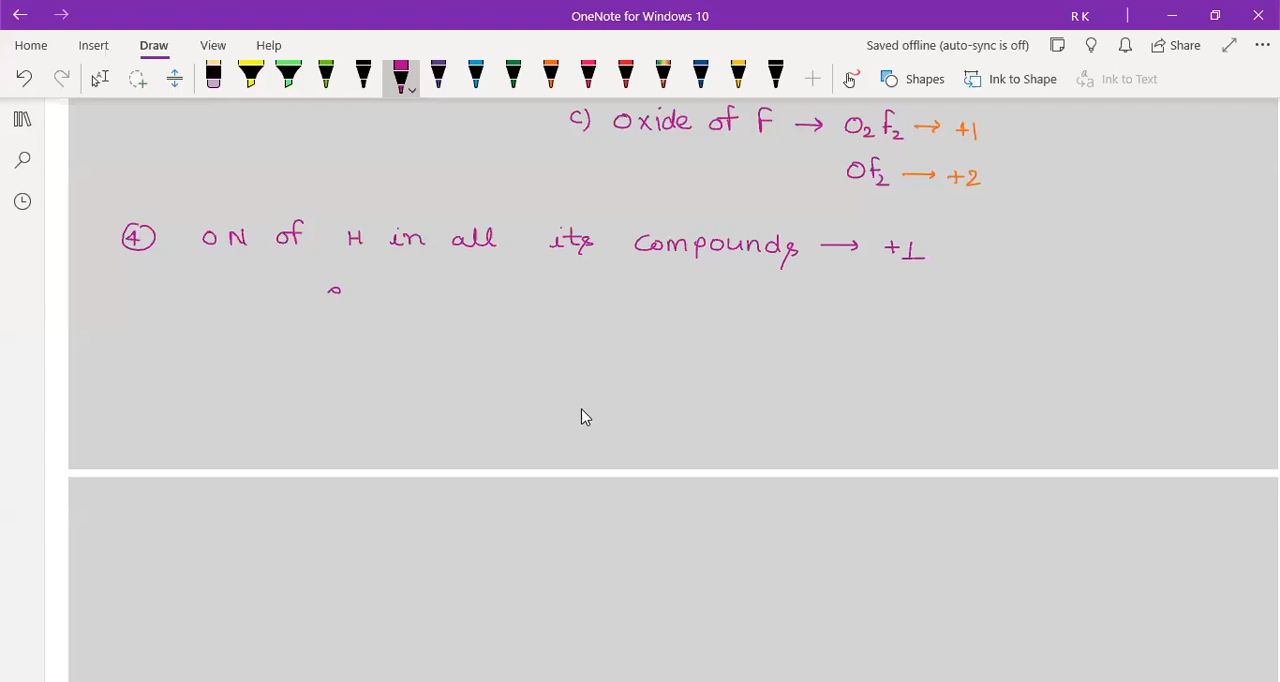 OneNote for Windows 10
R K
Home Insert Draw View Help
Saved offline (auto-sync is off) Share
Shapes Ink to Shape Ink to Text
c) Oxide of F → O₂f₂ → +1
Of₂ → +2
④ ON of H in all its compounds → +1